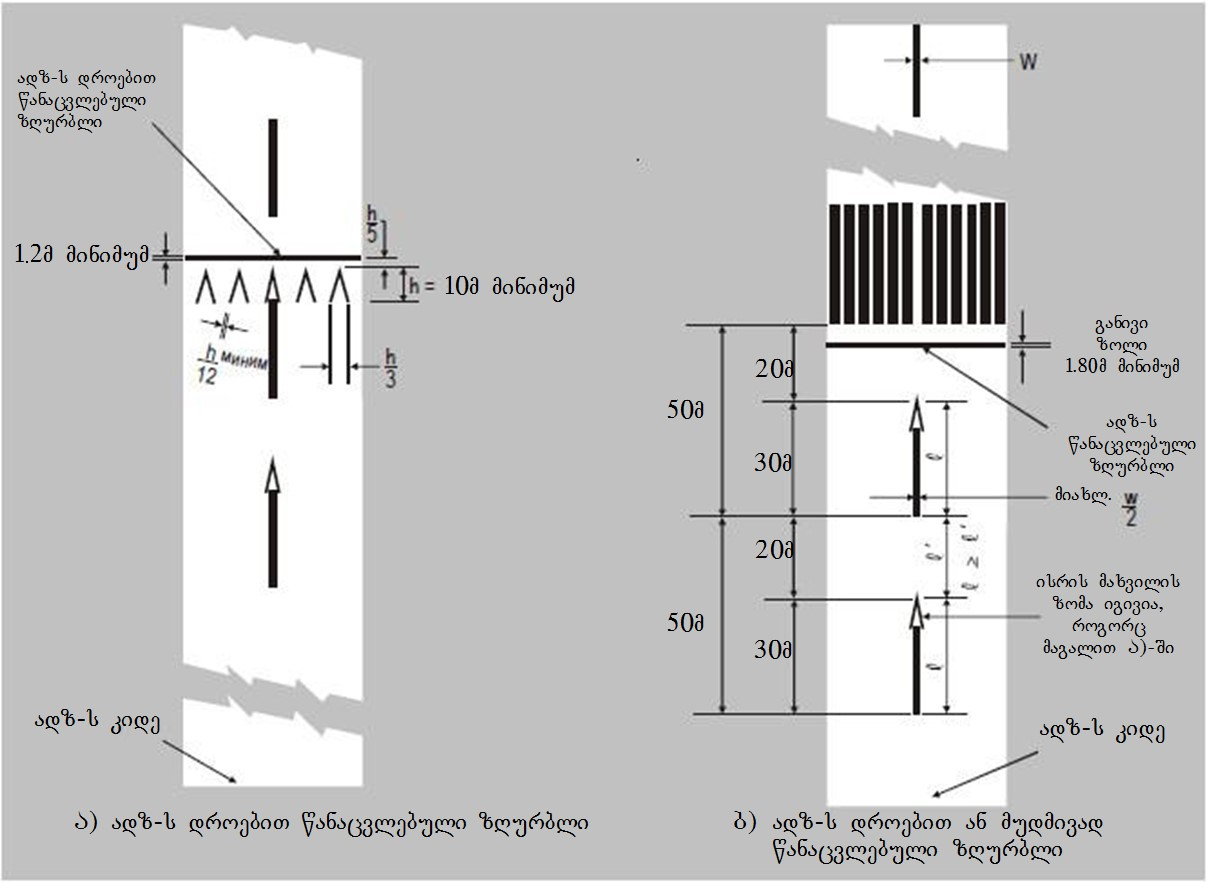 ადზ-ს დროებით
წანაცვლებული
ზღურბლი
h
5
1.2მ მინიმუმ
h = 10მ მინიმუმ
h
12
миним
h
3
ადზ-ს კიდე
ა) ადზ-ს დროებით წანაცვლებული ზღურბლი
W
განივი
ზოლი
1.80მ მინიმუმ
20მ
50მ
ადზ-ს
წანაცვლებული
ზღურბლი
30მ
ℓ
მიახლ.
w
2
20მ
ℓ'
ℓ ≥ ℓ'
ისრის მახვილის
ზომა იგივია,
როგორც
მაგალით ა)-ში
50მ
30მ
ℓ
ადზ-ს კიდე
ბ) ადზ-ს დროებით ან მუდმივად
წანაცვლებული ზღურბლი